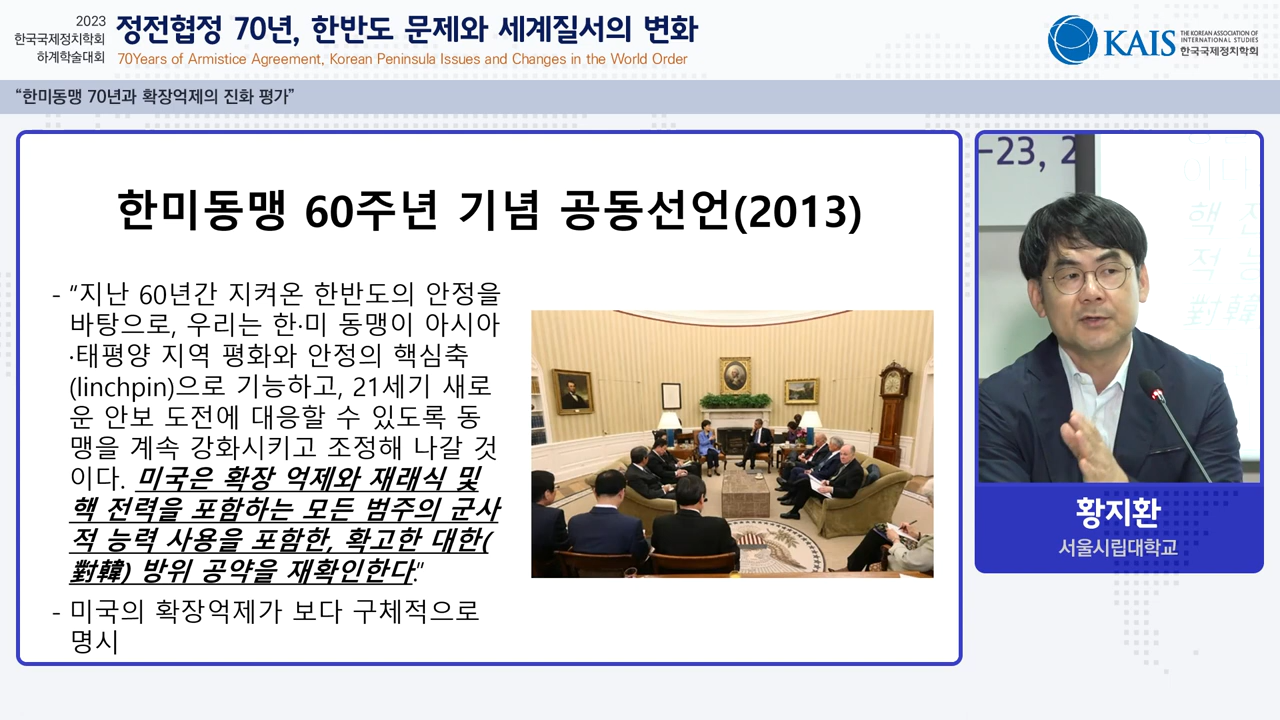 2023
한국국제정치학회
하계학술대회
정전협정 70년, 한반도 문제와 세계질서의 변화
70Years of Armistice Agreement, Korean Peninsula Issues and Changes in the World Order
KAIS
THE KOREAN ASSOCIATION OF
INTERNATIONAL STUDIES
한국국제정치학회
“한미동맹 70년과 확장억제의 진화 평가”
한미동맹 60주년 기념 공동선언(2013)
- “지난 60년간 지켜온 한반도의 안정을
바탕으로, 우리는 한·미 동맹이 아시아
·태평양 지역 평화와 안정의 핵심축
(linchpin)으로 기능하고, 21세기 새로
운 안보 도전에 대응할 수 있도록 동
맹을 계속 강화시키고 조정해 나갈 것
이다. 미국은 확장 억제와 재래식 및
핵 전력을 포함하는 모든 범주의 군사
적 능력 사용을 포함한, 확고한 대한(
對韓) 방위 공약을 재확인한다."
- 미국의 확장억제가 보다 구체적으로
명시
-23, 2
핵 전
적 능
對韓
황지환
서울시립대학교